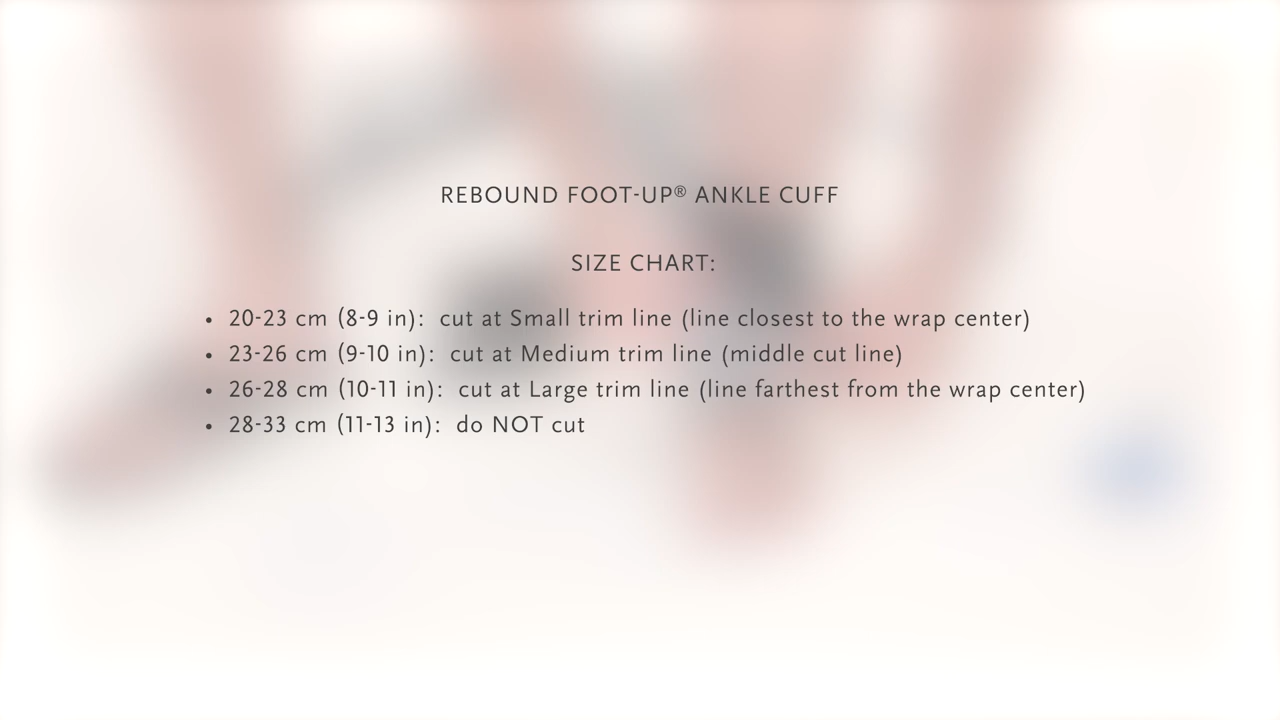 REBOUND FOOT-UP® ANKLE CUFF
SIZE CHART:
• 20-23 cm (8-9 in): cut at Small trim line (line closest to the wrap center)
• 23-26 cm (9-10 in): cut at Medium trim line (middle cut line)
• 26-28 cm (10-11 in): cut at Large trim line (line farthest from the wrap center)
• 28-33 cm (11-13 in): do NOT cut